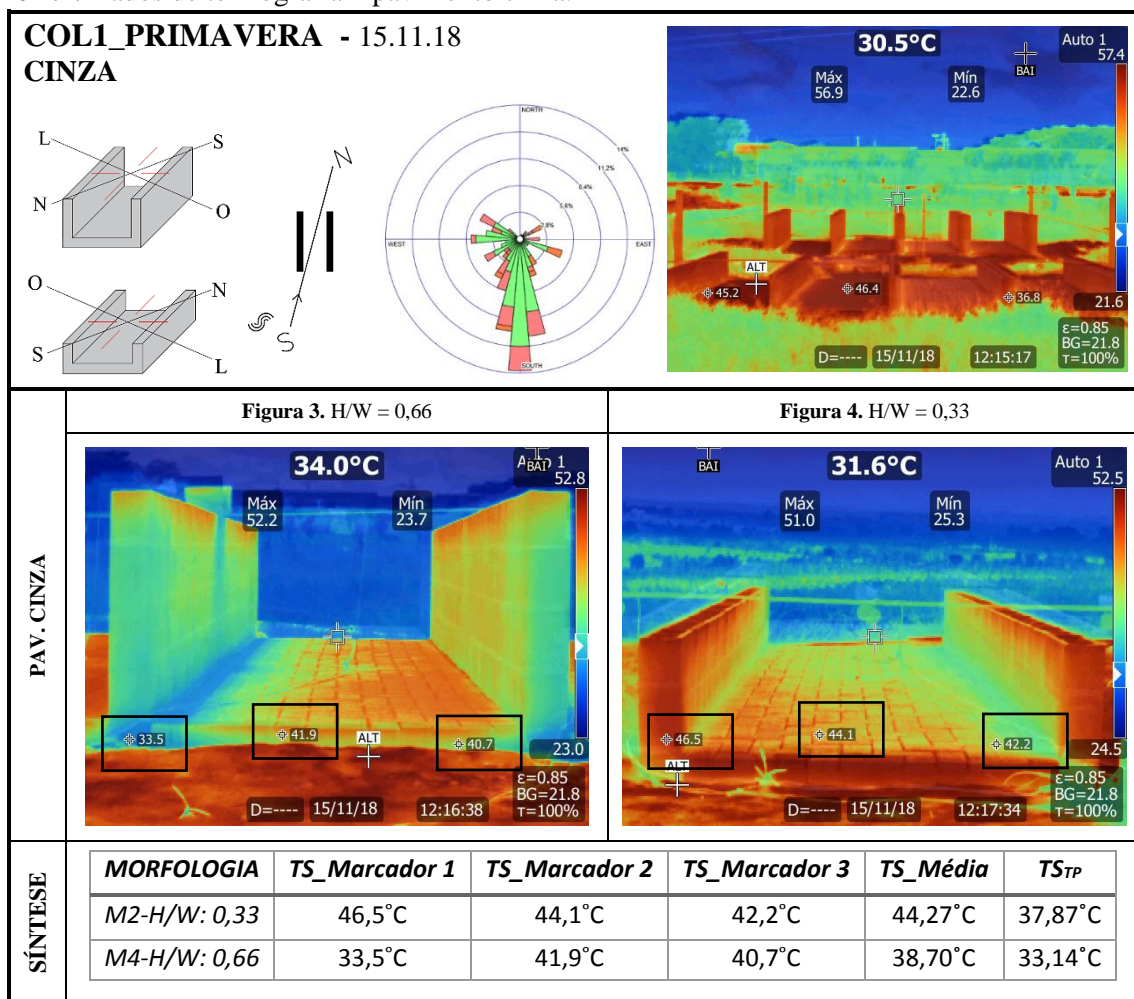 COL1_PRIMAVERA - 15.11.18
CINZA
L
S
N
O
O
N
S
L
N
S
NORTH
14%
11,2%
8,4%
5,6%
2,8%
WEST
EAST
SOUTH
30.5°C
Auto 1
57.4
BAI
Máx
56.9
Mín
22.6
ALT
45.2
46.4
36.8
21.6
ε=0.85
BG=21.8
τ=100%
D=----
15/11/18
12:15:17
PAV. CINZA
Figura 3. H/W = 0,66
Figura 4. H/W = 0,33
34.0°C
BAI
1
52.8
Máx
52.2
Mín
23.7
33.5
41.9
ALT
40.7
23.0
ε=0.85
BG=21.8
τ=100%
D=----
15/11/18
12:16:38
BAI
31.6°C
Auto 1
52.5
Máx
51.0
Mín
25.3
46.5
44.1
42.2
ALT
24.5
ε=0.85
BG=21.8
τ=100%
D=----
15/11/18
12:17:34
SÍNTESE
MORFOLOGIA TS_Marcador 1 TS_Marcador 2 TS_Marcador 3 TS_Média TSTP
M2-H/W: 0,33 46,5°C 44,1°C 42,2°C 44,27°C 37,87°C
M4-H/W: 0,66 33,5°C 41,9°C 40,7°C 38,70°C 33,14°C